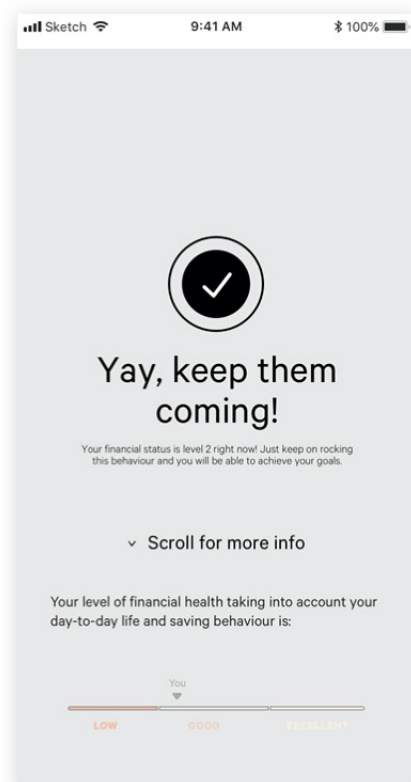 Sketch 9:41 AM 100%
Yay, keep them
coming!
Your financial status is level 2 right now! Just keep on rocking
this behaviour and you will be able to achieve your goals.
Scroll for more info
Your level of financial health taking into account your
day-to-day life and saving behaviour is:
You
LOW GOOD EXCELLENT